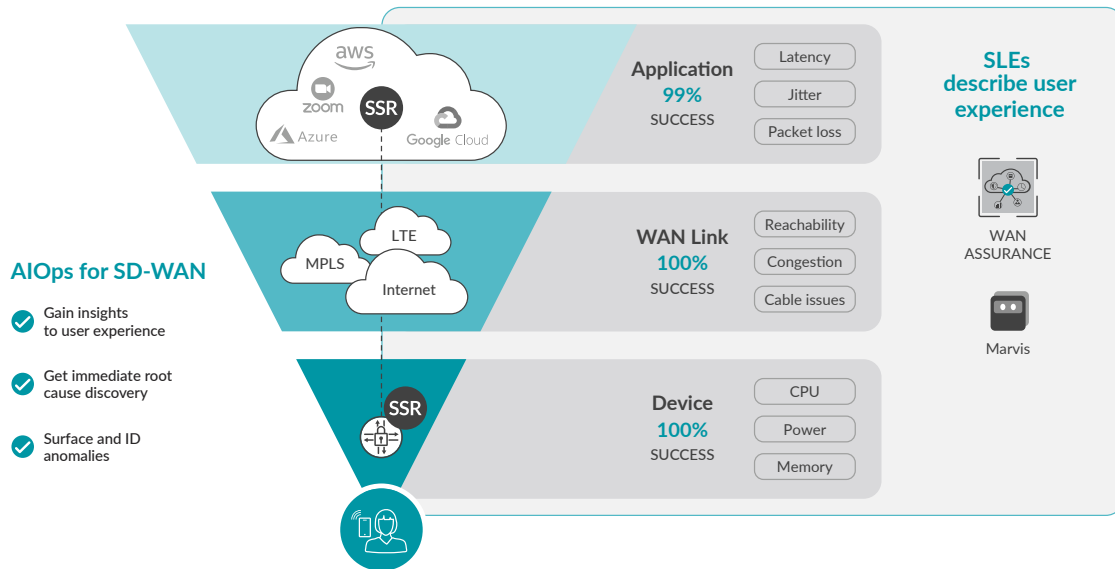 AIOps for SD-WAN
Gain insights
to user experience
Get immediate root
cause discovery
Surface and ID
anomalies
aws
zoom
SSR
Azure
Google Cloud
Application
99%
SUCCESS
Latency
Jitter
Packet loss
LTE
MPLS
Internet
WAN Link
100%
SUCCESS
Reachability
Congestion
Cable issues
SSR
Device
100%
SUCCESS
CPU
Power
Memory
SLEs
describe user
experience
WAN
ASSURANCE
Marvis